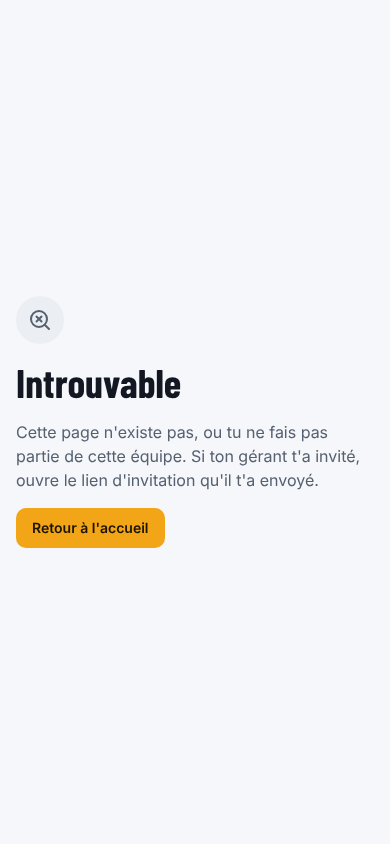 Introuvable
Cette page n'existe pas, ou tu ne fais pas
partie de cette équipe. Si ton gérant t'a invité,
ouvre le lien d'invitation qu'il t'a envoyé.
Retour à l'accueil